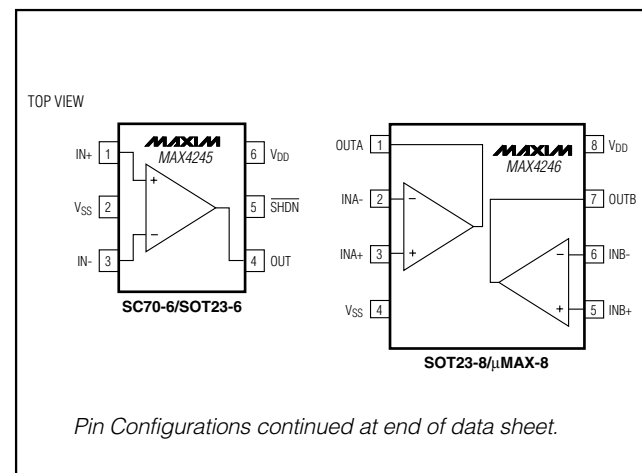 TOP VIEW
MAXIM
MAX4245
IN+ 1
6 VDD
VSS 2
5 SHDN
IN- 3
4 OUT
+
−
SC70-6/SOT23-6
MAXIM
MAX4246
OUTA 1
8 VDD
INA- 2
7 OUTB
INA+ 3
6 INB-
VSS 4
5 INB+
−
+
−
+
SOT23-8/μMAX-8
Pin Configurations continued at end of data sheet.